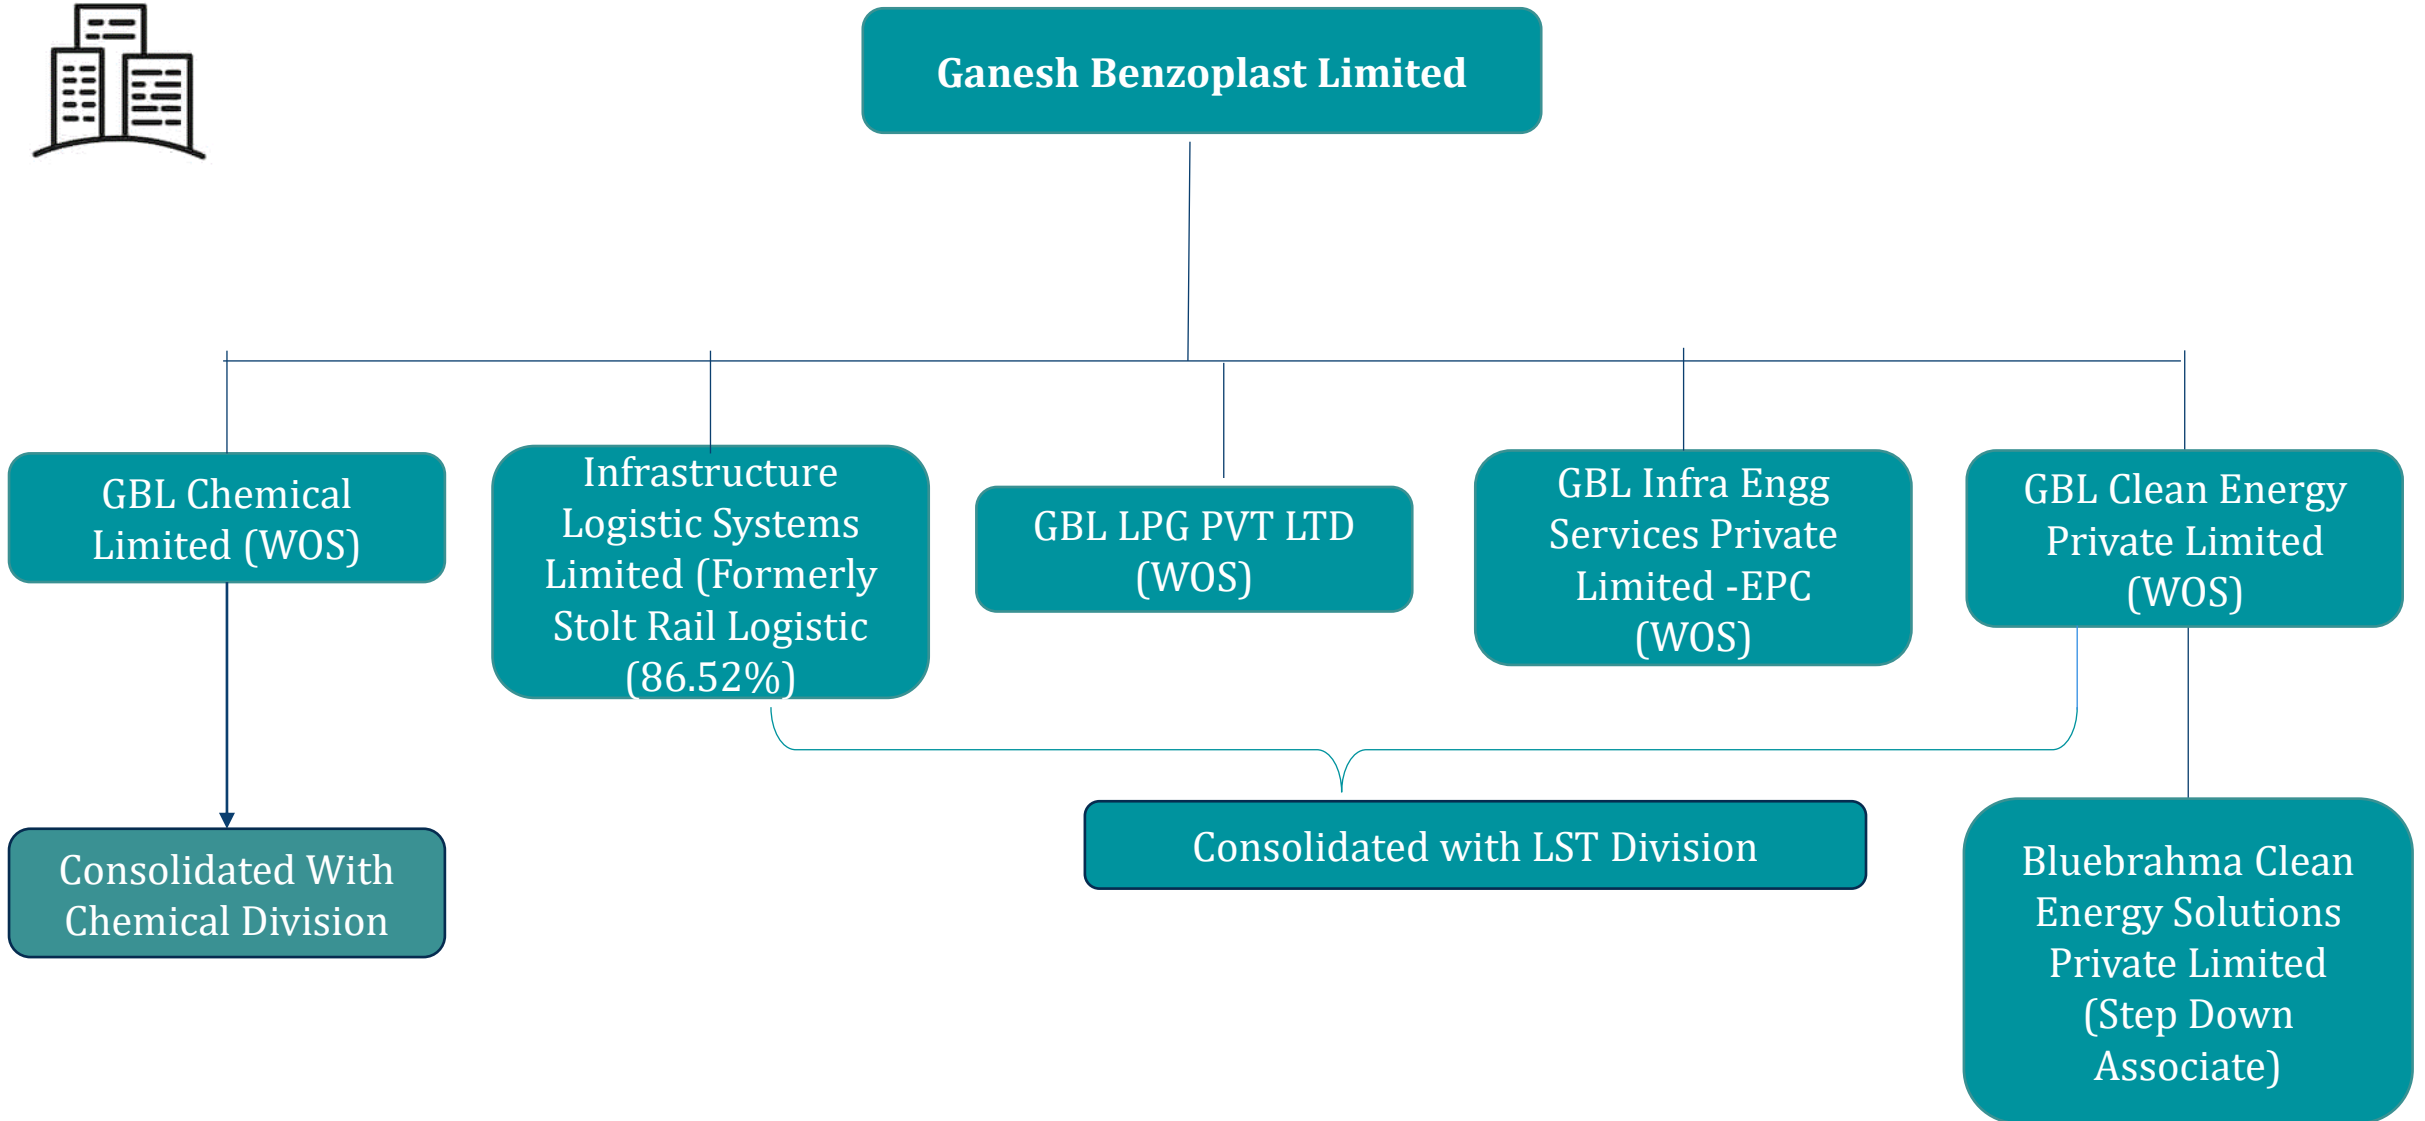 Ganesh Benzoplast Limited
GBL Chemical
Limited (WOS)
Infrastructure
Logistic Systems
Limited (Formerly
Stolt Rail Logistic
(86.52%)
GBL LPG PVT LTD
(WOS)
GBL Infra Engg
Services Private
Limited -EPC
(WOS)
GBL Clean Energy
Private Limited
(WOS)
Consolidated With
Chemical Division
Consolidated with LST Division
Bluebrahma Clean
Energy Solutions
Private Limited
(Step Down
Associate)